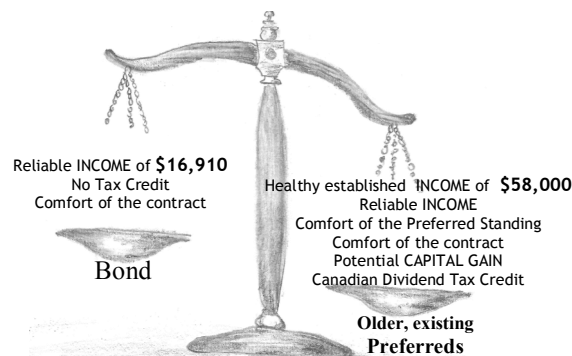 Reliable INCOME of $16,910
No Tax Credit
Comfort of the contract
Bond
Healthy established INCOME of $58,000
Reliable INCOME
Comfort of the Preferred Standing
Comfort of the contract
Potential CAPITAL GAIN
Canadian Dividend Tax Credit
Older, existing
Preferreds